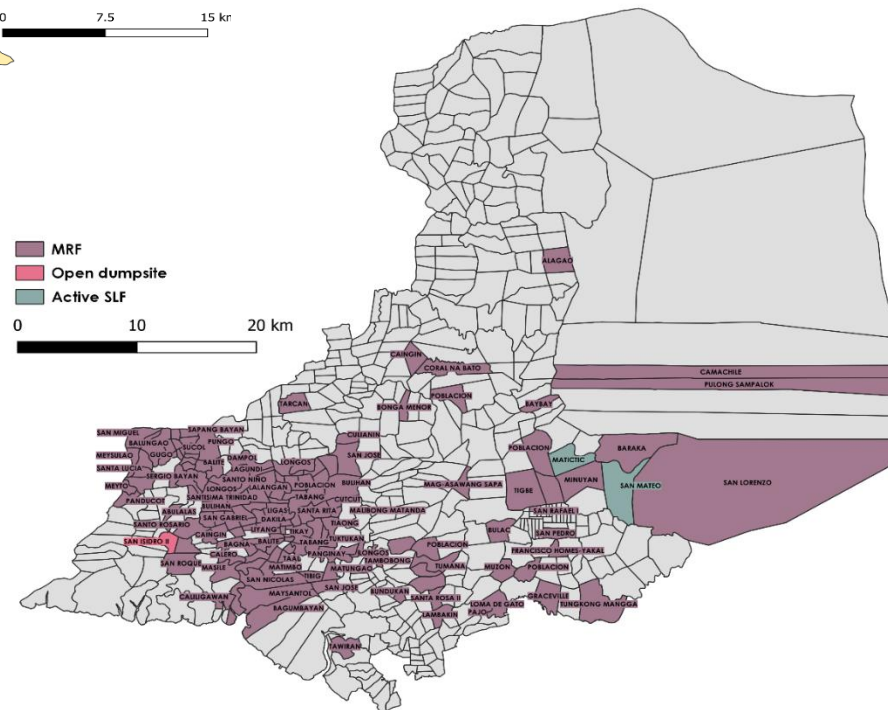 0 7.5 15 km
MRF
Open dumpsite
Active SLF
0 10 20 km
ALAGAO
CAINGIN
CORAL NA BATO
CAMACHILE
PULONG SAMPALOK
TARCAN
BONGA MENOR
POBLACION
BAYBAY
SAN MIGUEL
SAPANG BAYAN
BALUNGAO
PUNGO
SUCOL
CULIANIN
POBLACION
BARAKA
MEYSULAO
GUGO
BALITE
DAMPOL
SAN JOSE
MATICTIC
SANTA LUCIA
LAGUNDI
LONGOS
SERGIO BAYAN
SANTO NIÑO
POBLACION
BULIHAN
MAG-ASAWANG SAPA
MINUYAN
SAN MATEO
SAN LORENZO
MEYTO
LONGOS
LALANGAN
TIGBE
PANDUCOT
SANTISIMA TRINIDAD
TABANG
CUTCUT
ABULALAS
BULIHAN
LIGAS
SANTA RITA
MALIBONG MATANDA
SAN RAFAEL I
SANTO ROSARIO
SAN GABRIEL
DAKILA
TIAONG
BULAC
SAN PEDRO
CAINGIN
LIYANG
TIKAY
TUKTUKAN
SAN ISIDRO II
BAGNA
BALITE
TABANG
POBLACION
FRANCISCO HOMES-YAKAL
CALERO
TAAL
PANGINAY
LONGOS
SAN ROQUE
MASILE
MATIMBO
MATUNGAO
TAMBOBONG
TUMANA
MUZON
POBLACION
SAN NICOLAS
TIBIG
CALIUGAWAN
MAYSANTOL
SAN JOSE
BUNDUKAN
SANTA ROSA II
GRACEVILLE
BAGUMBAYAN
LOMA DE GATO
TUNGKONG MANGGA
LAMBAKIN
PAJO
TAWIRAN